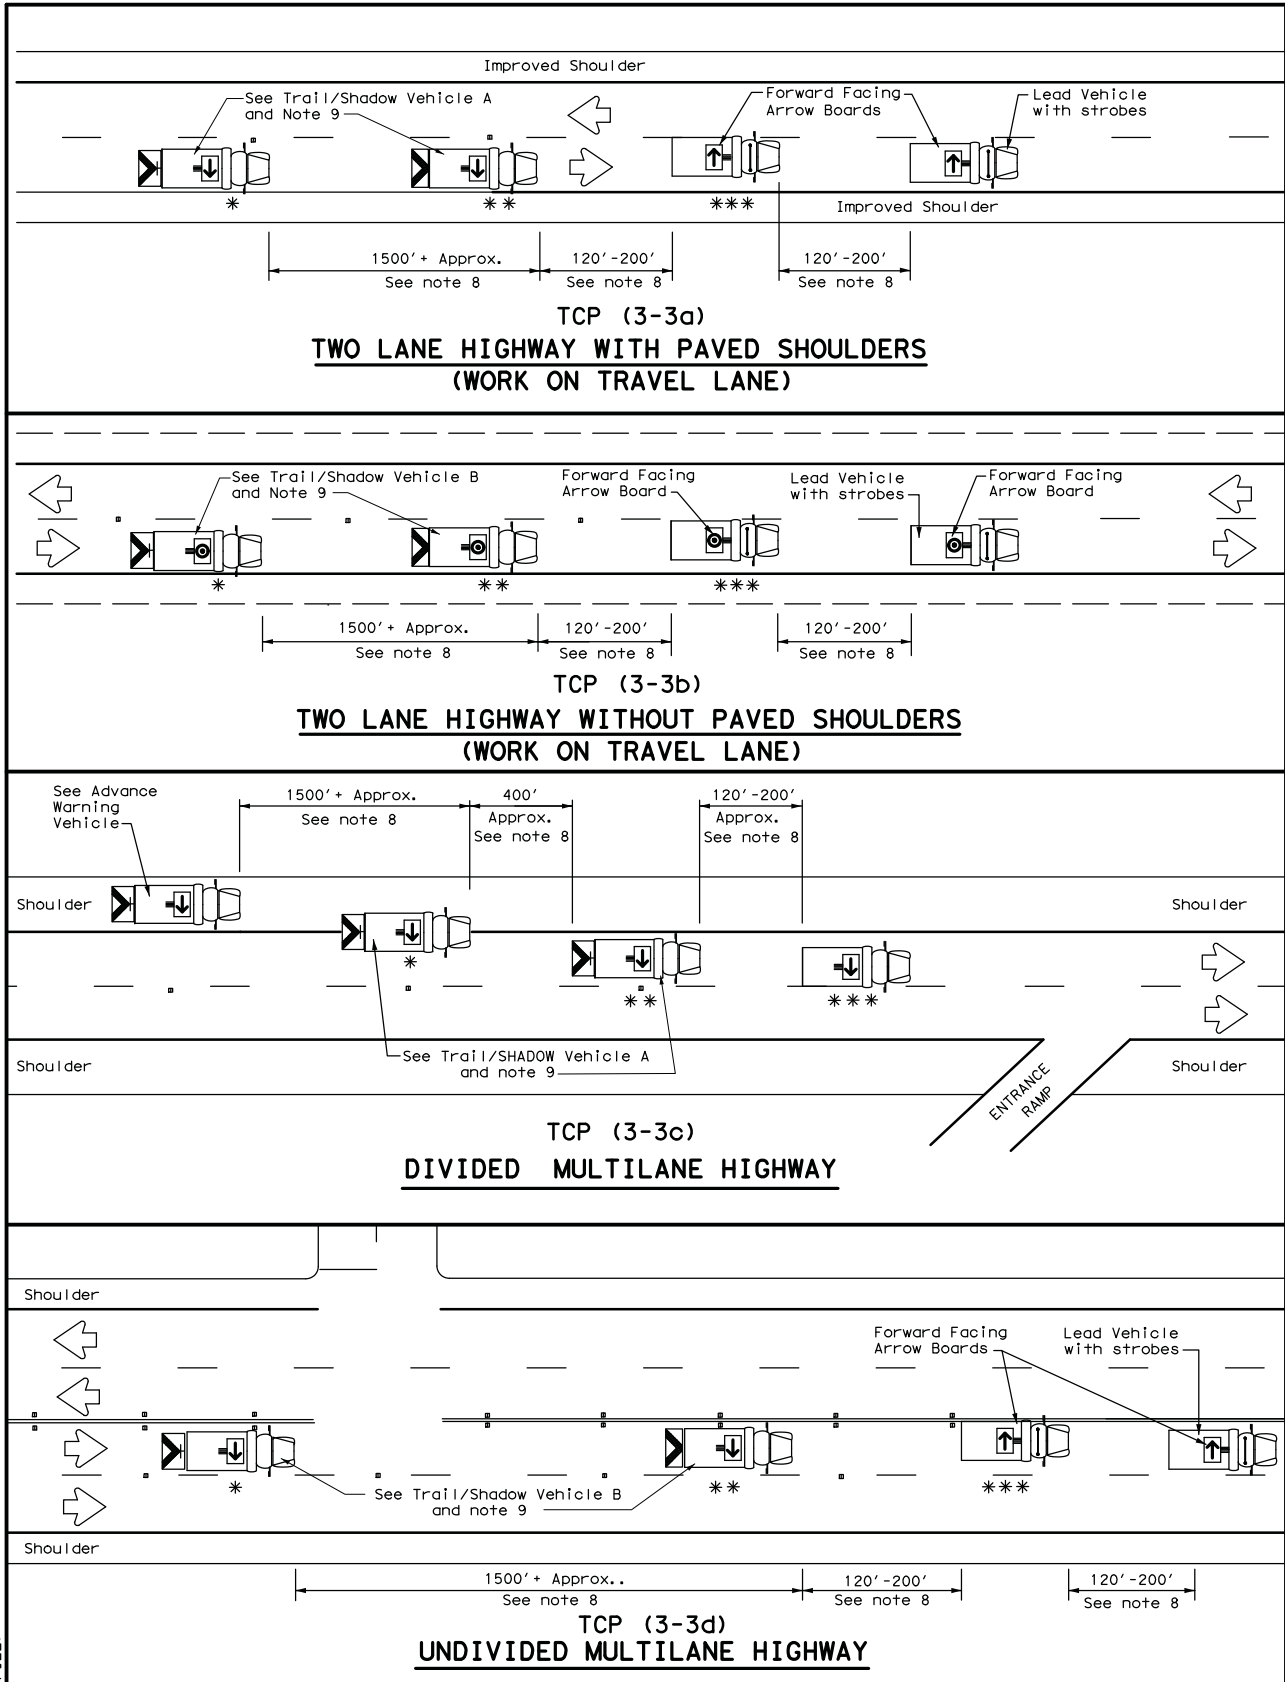 Improved Shoulder
See Trail/Shadow Vehicle A
and Note 9
Forward Facing
Arrow Boards
Lead Vehicle
with strobes
*
**
***
Improved Shoulder
1500'+ Approx.
See note 8
120'-200'
See note 8
120'-200'
See note 8
TCP (3-3a)
TWO LANE HIGHWAY WITH PAVED SHOULDERS
(WORK ON TRAVEL LANE)
See Trail/Shadow Vehicle B
and Note 9
Forward Facing
Arrow Board
Lead Vehicle
with strobes
Forward Facing
Arrow Board
*
**
***
1500'+ Approx.
See note 8
120'-200'
See note 8
120'-200'
See note 8
TCP (3-3b)
TWO LANE HIGHWAY WITHOUT PAVED SHOULDERS
(WORK ON TRAVEL LANE)
See Advance
Warning
Vehicle
1500'+ Approx.
See note 8
400'
Approx.
See note 8
120'-200'
Approx.
See note 8
Shoulder
Shoulder
*
**
***
See Trail/SHADOW Vehicle A
and note 9
Shoulder
Shoulder
ENTRANCE
RAMP
TCP (3-3c)
DIVIDED MULTILANE HIGHWAY
Shoulder
Forward Facing
Arrow Boards
Lead Vehicle
with strobes
*
**
***
See Trail/Shadow Vehicle B
and note 9
Shoulder
1500'+ Approx..
See note 8
120'-200'
See note 8
120'-200'
See note 8
TCP (3-3d)
UNDIVIDED MULTILANE HIGHWAY